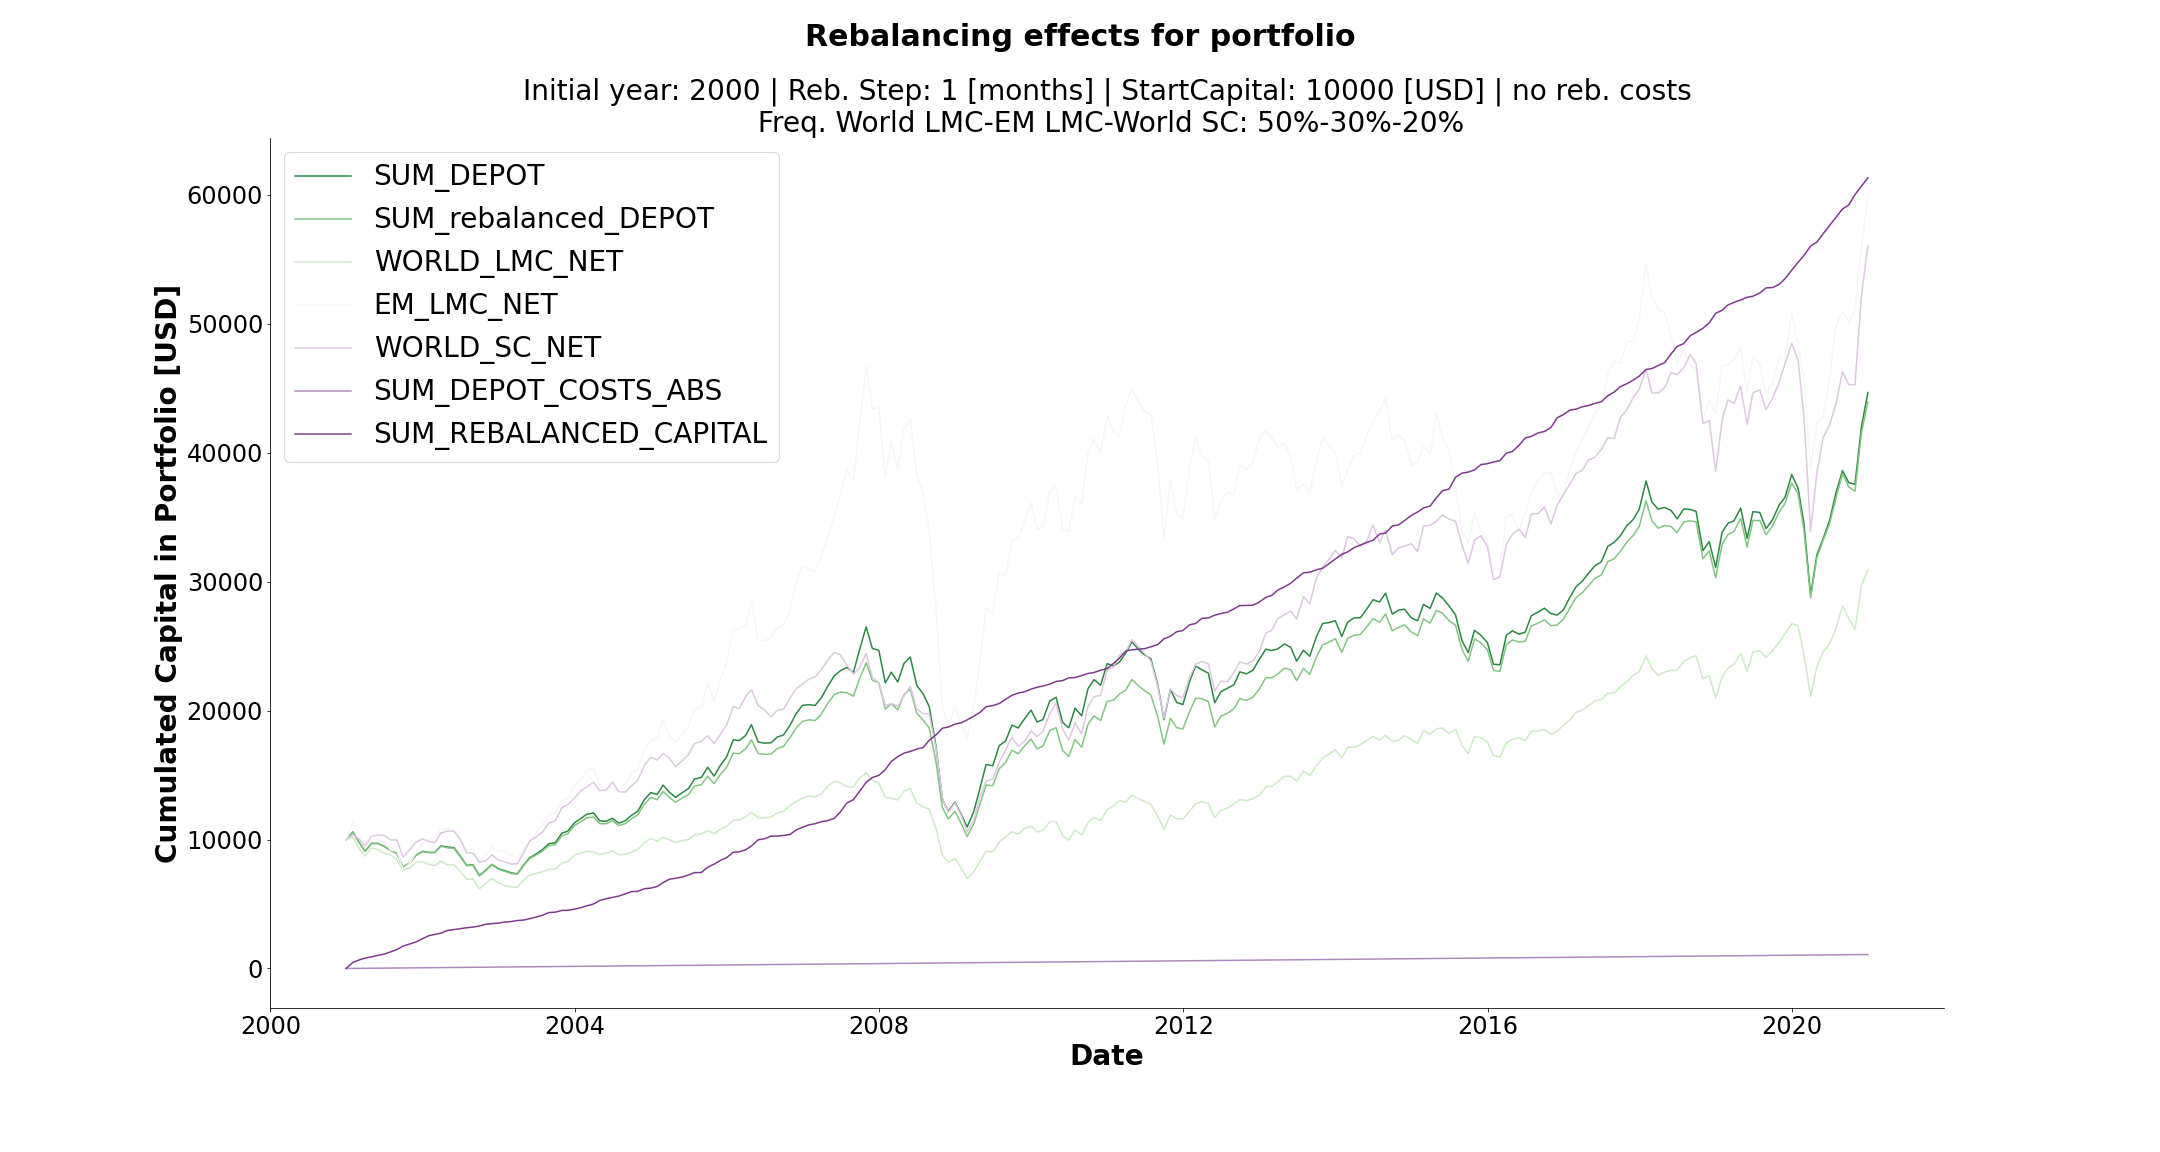 Rebalancing effects for portfolio
Initial year: 2000 | Reb. Step: 1 [months] | StartCapital: 10000 [USD] | no reb. costs
Freq. World LMC-EM LMC-World SC: 50%-30%-20%
SUM_DEPOT
SUM_rebalanced_DEPOT
WORLD_LMC_NET
EM_LMC_NET
WORLD_SC_NET
SUM_DEPOT_COSTS_ABS
SUM_REBALANCED_CAPITAL
Cumulated Capital in Portfolio [USD]
60000
50000
40000
30000
20000
10000
0
2000 2004 2008 2012 2016 2020
Date